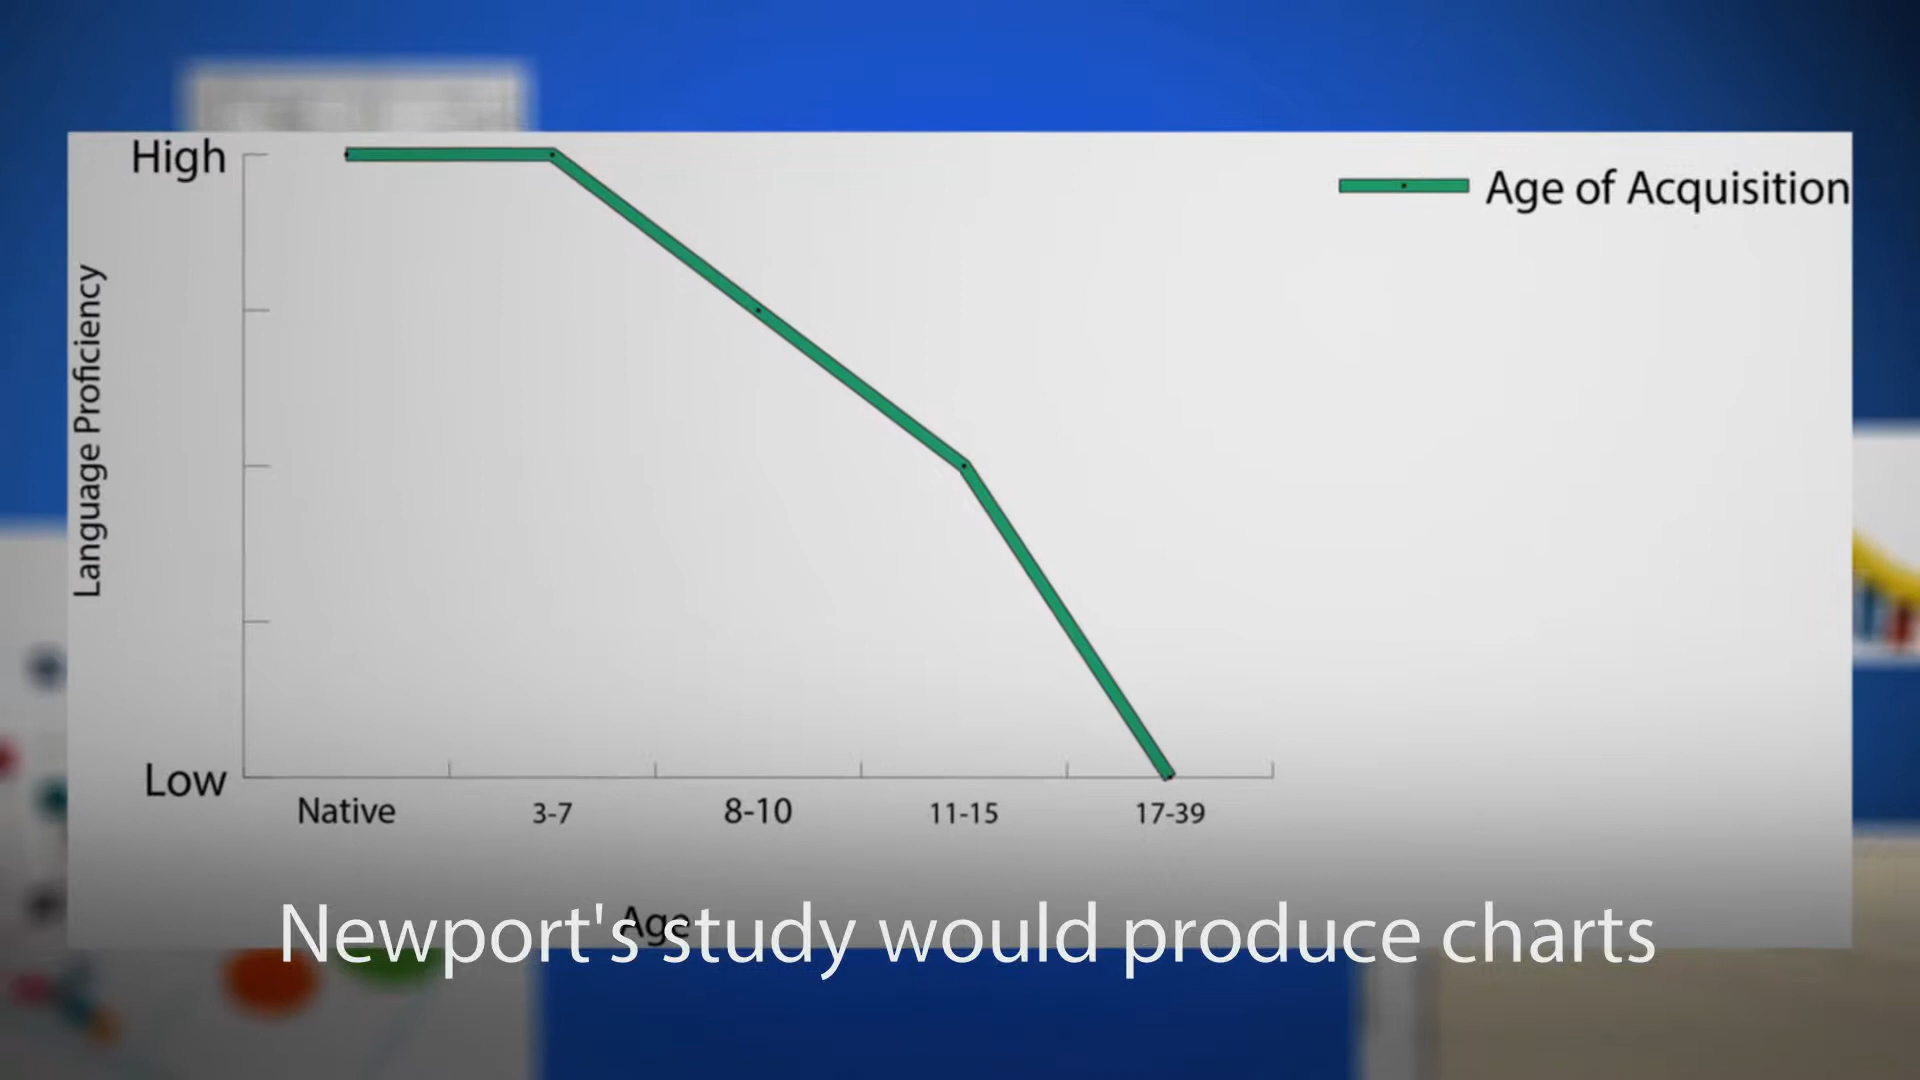 High
Age of Acquisition
Language Proficiency
Low
Native 3-7 8-10 11-15 17-39
Age
Newport's study would produce charts